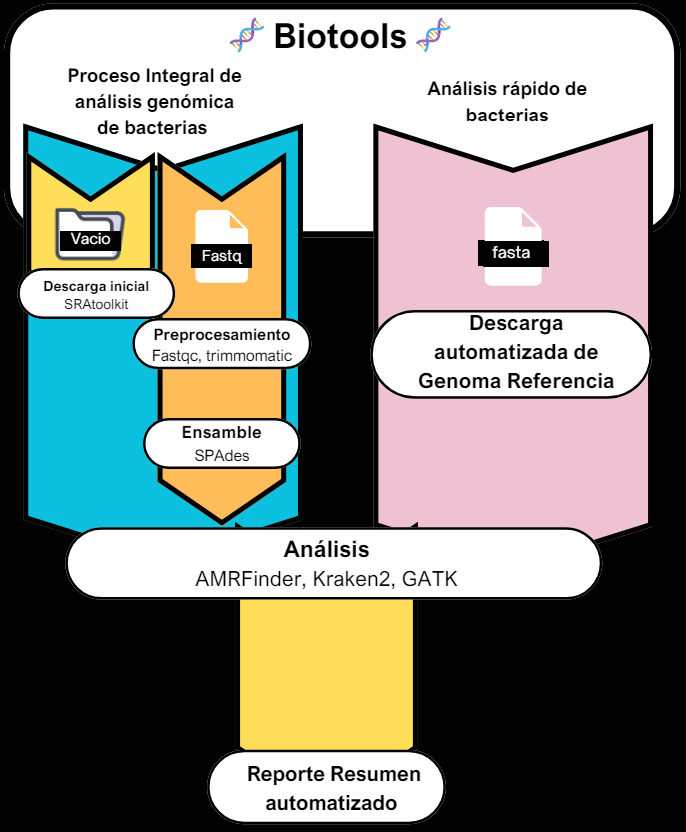 Biotools
Proceso Integral de
análisis genómica
de bacterias
Análisis rápido de
bacterias
Vacio
Fastq
fasta
Descarga inicial
SRAtoolkit
Preprocesamiento
Fastqc, trimmomatic
Descarga
automatizada de
Genoma Referencia
Ensamble
SPAdes
Análisis
AMRFinder, Kraken2, GATK
Reporte Resumen
automatizado